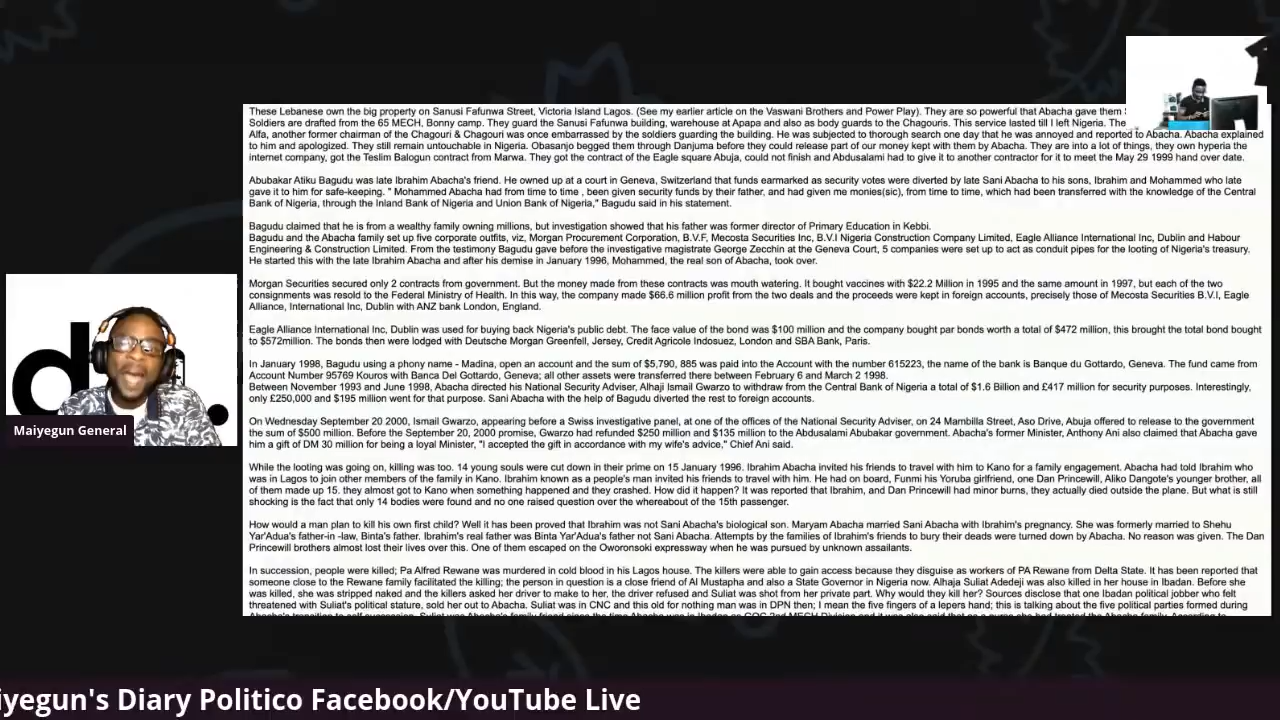 These Lebanese own the big property on Sanusi Fafunwa Street, Victoria Island Lagos. (See my earlier article on the Vaswani Brothers and Power Play). They are so powerful that Abacha gave them
Soldiers are drafted from the 65 MECH, Bonny camp. They guard the Sanusi Fafunwa building, warehouse at Apapa and also as body guards to the Chagouris. This service lasted till I left Nigeria. The
Alfa, another former chairman of the Chagouri & Chagouri was once embarrassed by the soldiers guarding the building. He was subjected to thorough search one day that he was annoyed and reported to Abacha. Abacha explained
to him and apologized. They still remain untouchable in Nigeria. Obasanjo begged them through Danjuma before they could release part of our money kept with them by Abacha. They are into a lot of things, they own hyperia the
internet company, got the Teslim Balogun contract from Marwa. They got the contract of the Eagle square Abuja, could not finish and Abdusalami had to give it to another contractor for it to meet the May 29 1999 hand over date.
Abubakar Atiku Bagudu was late Ibrahim Abacha's friend. He owned up at a court in Geneva, Switzerland that funds earmarked as security votes were diverted by late Sani Abacha to his sons, Ibrahim and Mohammed who late
gave it to him for safe-keeping. " Mohammed Abacha had from time to time , been given security funds by their father, and had given me monies(sic), from time to time, which had been transferred with the knowledge of the Central
Bank of Nigeria, through the Inland Bank of Nigeria and Union Bank of Nigeria," Bagudu said in his statement.
Bagudu claimed that he is from a wealthy family owning millions, but investigation showed that his father was former director of Primary Education in Kebbi.
Bagudu and the Abacha family set up five corporate outfits, viz, Morgan Procurement Corporation, B.V.F, Mecosta Securities Inc, B.V.I Nigeria Construction Company Limited, Eagle Alliance International Inc, Dublin and Habour
Engineering & Construction Limited. From the testimony Bagudu gave before the investigative magistrate George Zecchin at the Geneva Court, 5 companies were set up to act as conduit pipes for the looting of Nigeria's treasury.
He started this with the late Ibrahim Abacha and after his demise in January 1996, Mohammed, the real son of Abacha, took over.
Morgan Securities secured only 2 contracts from government. But the money made from these contracts was mouth watering. It bought vaccines with $22.2 Million in 1995 and the same amount in 1997, but each of the two
consignments was resold to the Federal Ministry of Health. In this way, the company made $66.6 million profit from the two deals and the proceeds were kept in foreign accounts, precisely those of Mecosta Securities B.V.I, Eagle
Alliance, International Inc, Dublin with ANZ bank London, England.
Eagle Alliance International Inc, Dublin was used for buying back Nigeria's public debt. The face value of the bond was $100 million and the company bought par bonds worth a total of $472 million, this brought the total bond bought
to $572million. The bonds then were lodged with Deutsche Morgan Greenfell, Jersey, Credit Agricole Indosuez, London and SBA Bank, Paris.
In January 1998, Bagudu using a phony name - Madina, open an account and the sum of $5,790, 885 was paid into the Account with the number 615223, the name of the bank is Banque du Gottardo, Geneva. The fund came from
Account Number 95769 Kouros with Banca Del Gottardo, Geneva; all other assets were transferred there between February 6 and March 2 1998.
Between November 1993 and June 1998, Abacha directed his National Security Adviser, Alhaji Ismail Gwarzo to withdraw from the Central Bank of Nigeria a total of $1.6 Billion and £417 million for security purposes. Interestingly,
only £250,000 and $195 million went for that purpose. Sani Abacha with the help of Bagudu diverted the rest to foreign accounts.
On Wednesday September 20 2000, Ismail Gwarzo, appearing before a Swiss investigative panel, at one of the offices of the National Security Adviser, on 24 Mambilla Street, Aso Drive, Abuja offered to release to the government
the sum of $500 million. Before the September 20, 2000 promise, Gwarzo had refunded $250 million and $135 million to the Abdusalami Abubakar government. Abacha's former Minister, Anthony Ani also claimed that Abacha gave
him a gift of DM 30 million for being a loyal Minister, "I accepted the gift in accordance with my wife's advice," Chief Ani said.
While the looting was going on, killing was too. 14 young souls were cut down in their prime on 15 January 1996. Ibrahim Abacha invited his friends to travel with him to Kano for a family engagement. Abacha had told Ibrahim who
was in Lagos to join other members of the family in Kano. Ibrahim known as a people's man invited his friends to travel with him. He had on board, Funmi his Yoruba girlfriend, one Dan Princewill, Aliko Dangote's younger brother, all
of them made up 15. they almost got to Kano when something happened and they crashed. How did it happen? It was reported that Ibrahim, and Dan Princewill had minor burns, they actually died outside the plane. But what is still
shocking is the fact that only 14 bodies were found and no one raised question over the whereabout of the 15th passenger.
How would a man plan to kill his own first child? Well it has been proved that Ibrahim was not Sani Abacha's biological son. Maryam Abacha married Sani Abacha with Ibrahim's pregnancy. She was formerly married to Shehu
Yar'Adua's father-in -law, Binta's father. Ibrahim's real father was Binta Yar'Adua's father not Sani Abacha. Attempts by the families of Ibrahim's friends to bury their deads were turned down by Abacha. No reason was given. The Dan
Princewill brothers almost lost their lives over this. One of them escaped on the Oworonsoki expressway when he was pursued by unknown assailants.
In succession, people were killed; Pa Alfred Rewane was murdered in cold blood in his Lagos house. The killers were able to gain access because they disguise as workers of PA Rewane from Delta State. It has been reported that
someone close to the Rewane family facilitated the killing; the person in question is a close friend of Al Mustapha and also a State Governor in Nigeria now. Alhaja Suliat Adedeji was also killed in her house in Ibadan. Before she
was killed, she was stripped naked and the killers asked her driver to make to her, the driver refused and Suliat was shot from her private part. Why would they kill her? Sources disclose that one Ibadan political jobber who felt
threatened with Suliat's political stature, sold her out to Abacha. Suliat was in CNC and this old for nothing man was in DPN then; I mean the five fingers of a lepers hand; this is talking about the five political parties formed during
Maiyegun General
iyegun's Diary Politico Facebook/YouTube Live